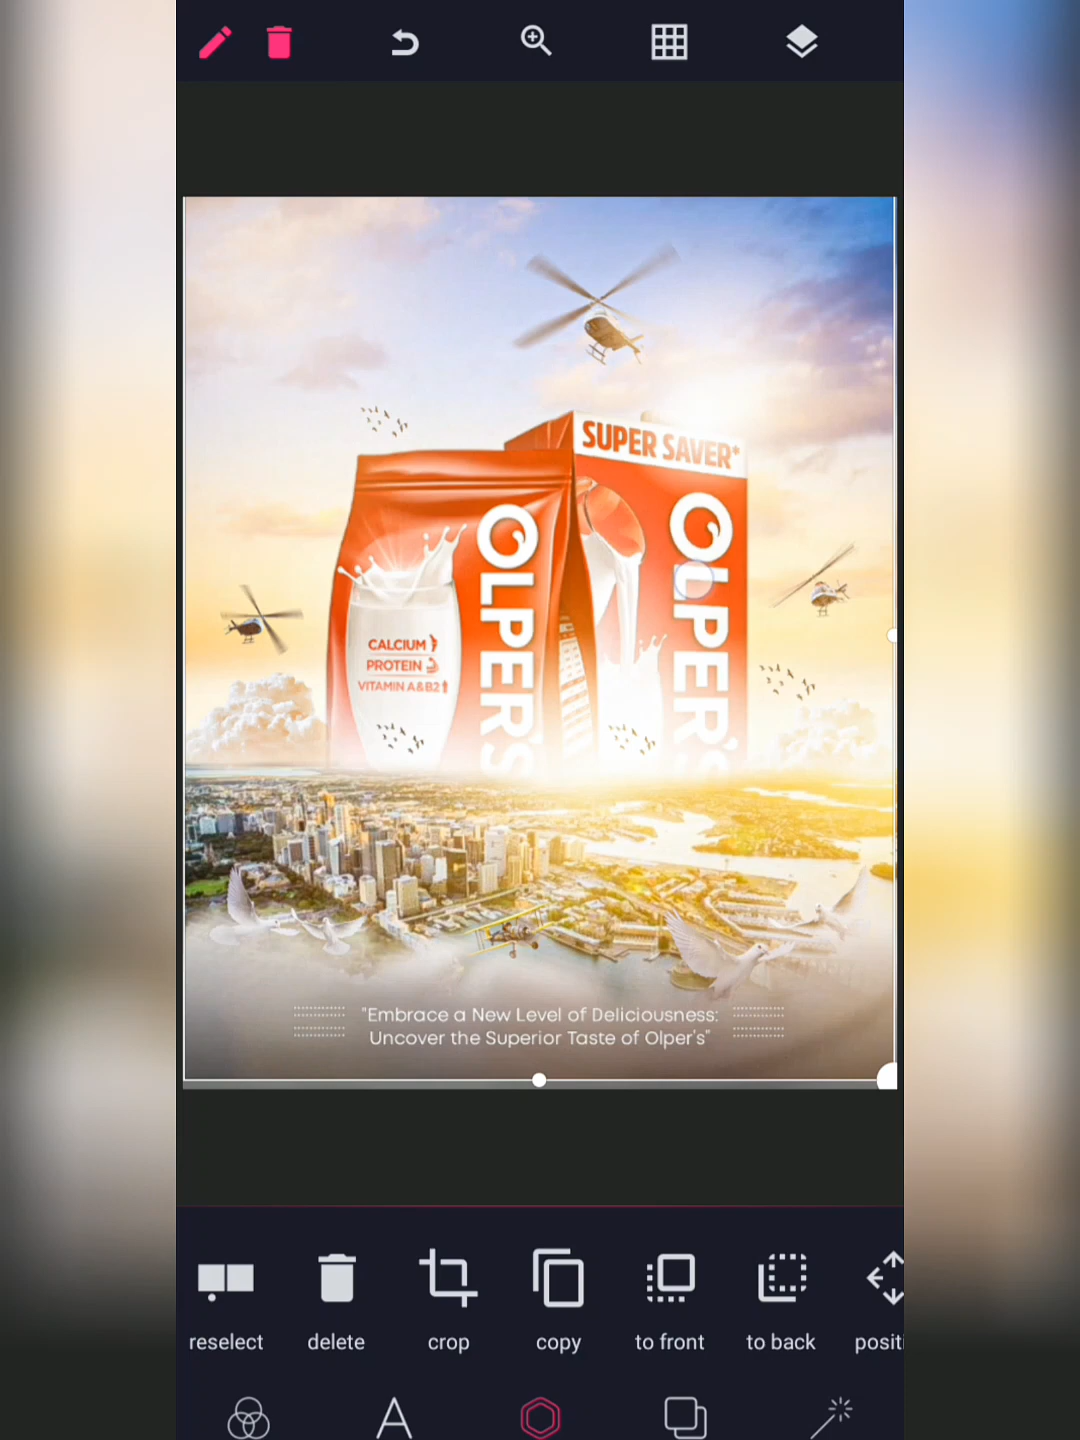 SUPER SAVER*
OLPERS
OLPER'S
CALCIUM
PROTEIN
VITAMIN A&B2
"Embrace a New Level of Deliciousness:
Uncover the Superior Taste of Olper's"
reselect
delete
crop
copy
to front
to back
positi